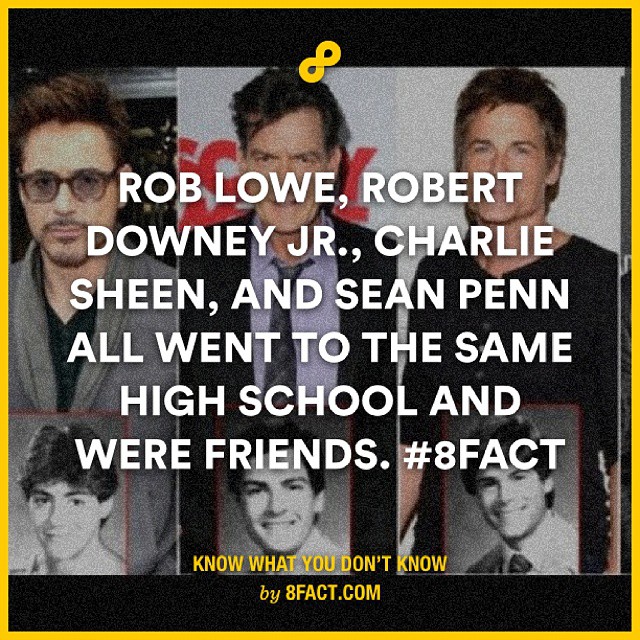 ROB LOWE, ROBERT
DOWNEY JR., CHARLIE
SHEEN, AND SEAN PENN
ALL WENT TO THE SAME
HIGH SCHOOL AND
WERE FRIENDS. #8FACT
KNOW WHAT YOU DON'T KNOW
by 8FACT.COM